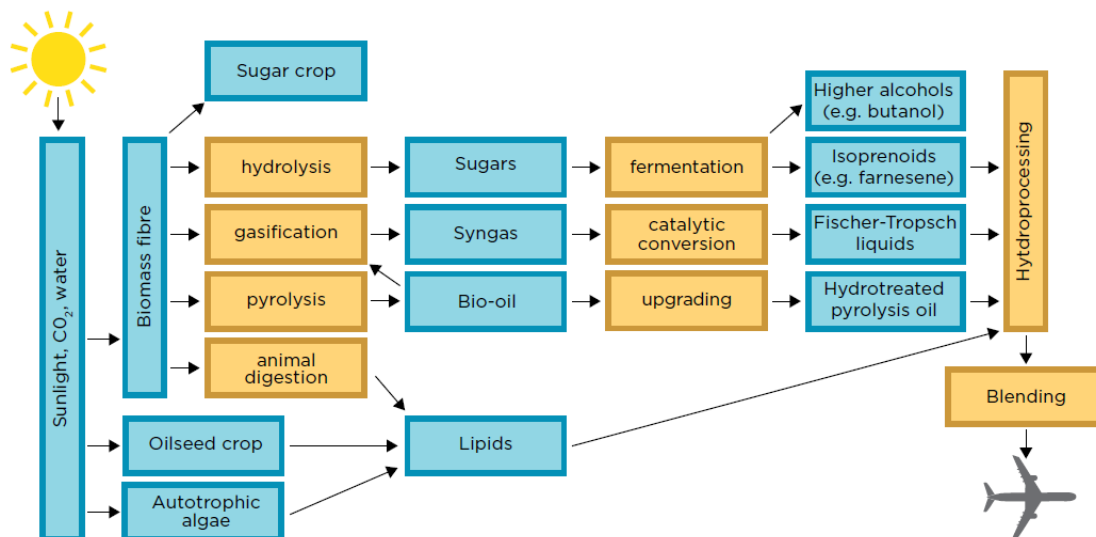 Sunlight, CO₂, water
Biomass fibre
Sugar crop
hydrolysis
gasification
pyrolysis
animal
digestion
Oilseed crop
Autotrophic
algae
Sugars
Syngas
Bio-oil
Lipids
fermentation
catalytic
conversion
upgrading
Higher alcohols
(e.g. butanol)
Isoprenoids
(e.g. farnesene)
Fischer-Tropsch
liquids
Hydrotreated
pyrolysis oil
Hytdroprocessing
Blending